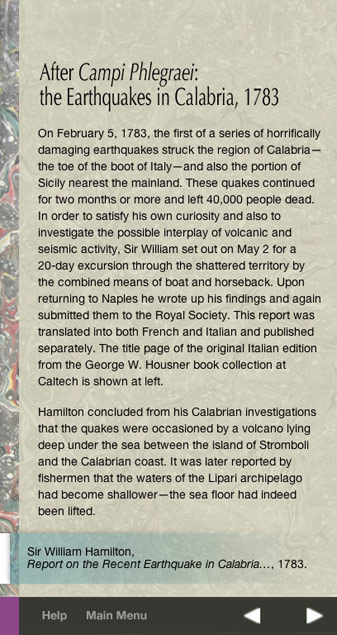 After Campi Phlegraei:
the Earthquakes in Calabria, 1783
On February 5, 1783, the first of a series of horrifically
damaging earthquakes struck the region of Calabria—
the toe of the boot of Italy—and also the portion of
Sicily nearest the mainland. These quakes continued
for two months or more and left 40,000 people dead.
In order to satisfy his own curiosity and also to
investigate the possible interplay of volcanic and
seismic activity, Sir William set out on May 2 for a
20-day excursion through the shattered territory by
the combined means of boat and horseback. Upon
returning to Naples he wrote up his findings and again
submitted them to the Royal Society. This report was
translated into both French and Italian and published
separately. The title page of the original Italian edition
from the George W. Housner book collection at
Caltech is shown at left.
Hamilton concluded from his Calabrian investigations
that the quakes were occasioned by a volcano lying
deep under the sea between the island of Stromboli
and the Calabrian coast. It was later reported by
fishermen that the waters of the Lipari archipelago
had become shallower—the sea floor had indeed
been lifted.
Sir William Hamilton,
Report on the Recent Earthquake in Calabria..., 1783.
Help Main Menu